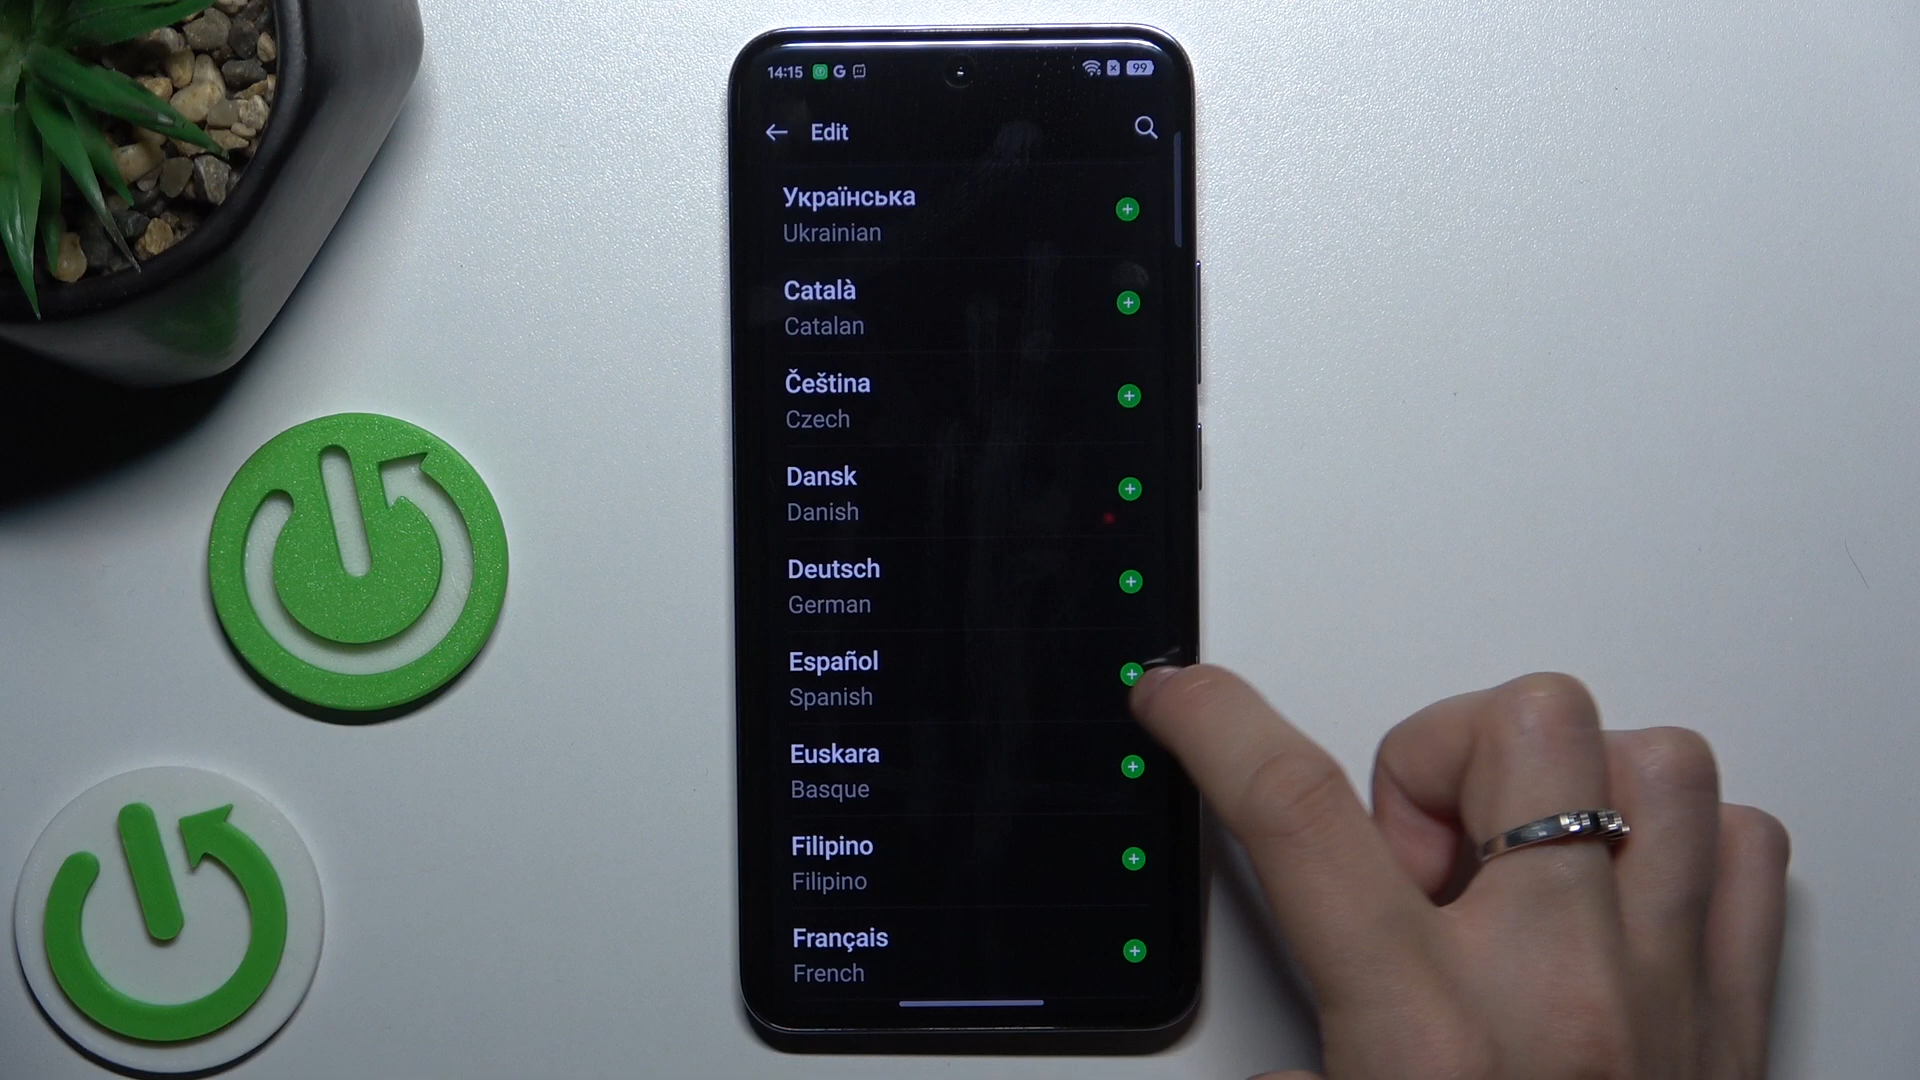 14:15 G 99
Edit
Українська
Ukrainian
Català
Catalan
Čeština
Czech
Dansk
Danish
Deutsch
German
Español
Spanish
Euskara
Basque
Filipino
Filipino
Français
French